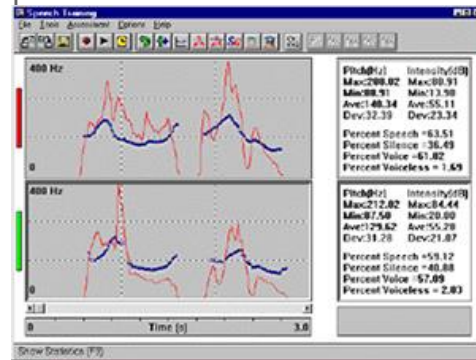 Speech Training
File Tools Assessment Options Help
400 Hz
0
400 Hz
0
0 Time (s) 3.0
Pitch(Hz) Intensity(dB)
Max:208.02 Max:80.91
Min:80.91 Min:13.98
Ave:140.34 Ave:55.11
Dev:32.39 Dev:23.34
Percent Speech =63.51
Percent Silence =36.49
Percent Voice =61.82
Percent Voiceless = 1.69
Pitch(Hz) Intensity(dB)
Max:212.02 Max:84.44
Min:87.50 Min:20.00
Ave:129.62 Ave:55.20
Dev:31.28 Dev:21.07
Percent Speech =59.12
Percent Silence =40.88
Percent Voice =57.09
Percent Voiceless = 2.03
Show Statistics (F9)